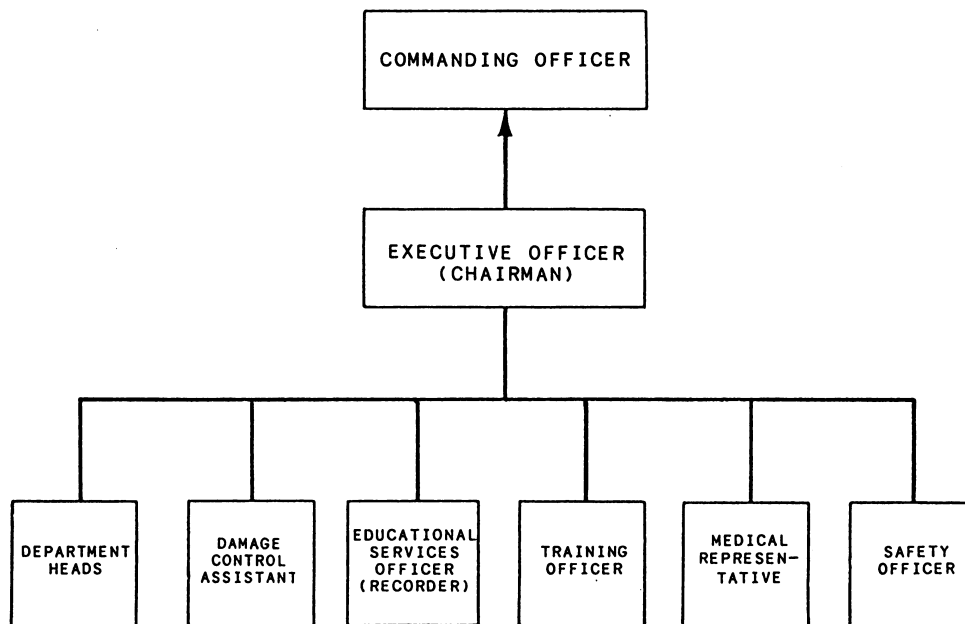 COMMANDING OFFICER
EXECUTIVE OFFICER
(CHAIRMAN)
DEPARTMENT
HEADS
DAMAGE
CONTROL
ASSISTANT
EDUCATIONAL
SERVICES
OFFICER
(RECORDER)
TRAINING
OFFICER
MEDICAL
REPRESEN-
TATIVE
SAFETY
OFFICER